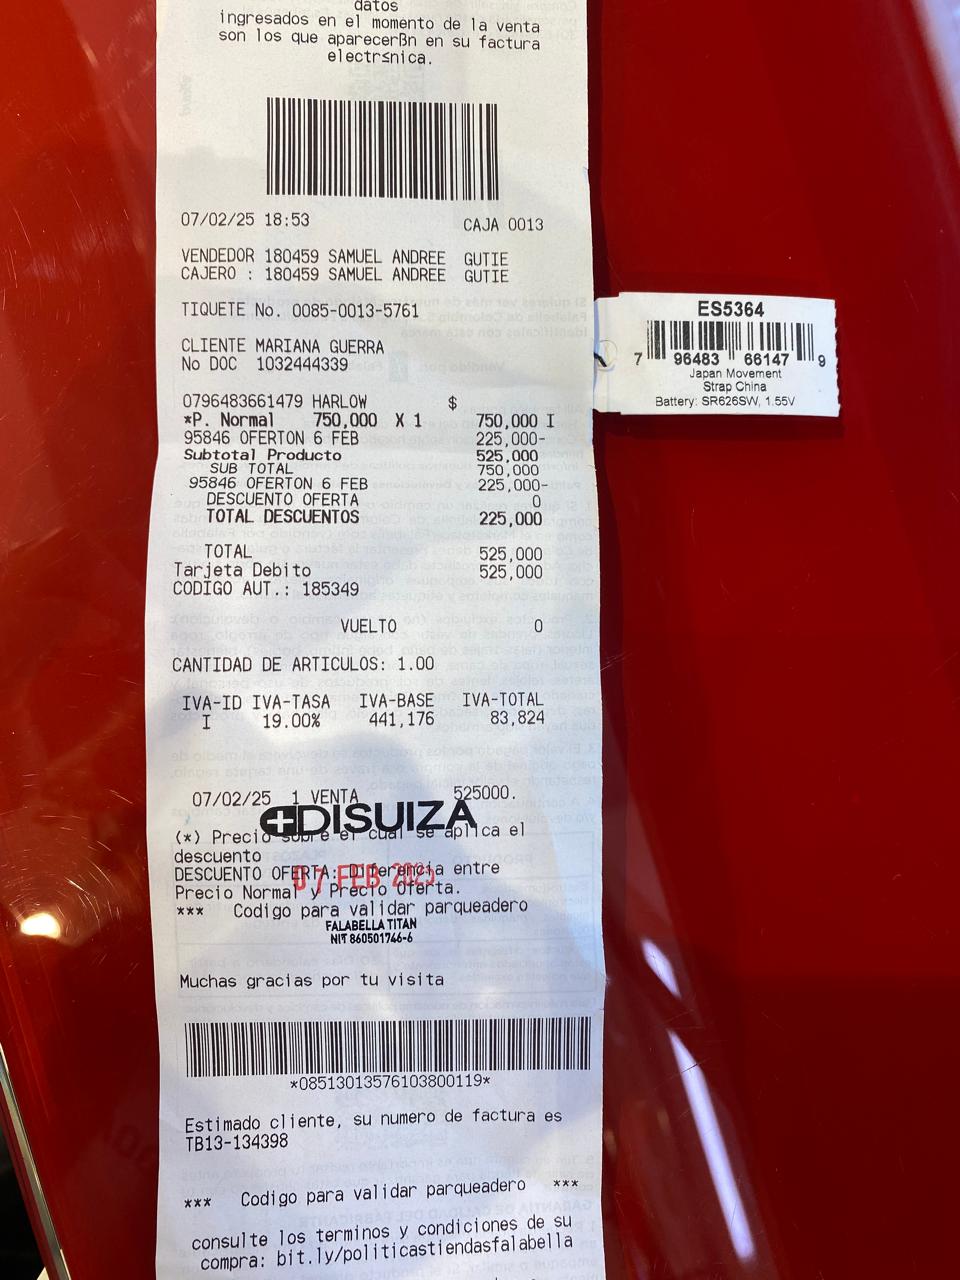 datos
ingresados en el momento de la venta
son los que aparecerßn en su factura
electr≤nica.
07/02/25 18:53 CAJA 0013
VENDEDOR 180459 SAMUEL ANDREE GUTIE
CAJERO : 180459 SAMUEL ANDREE GUTIE
TIQUETE No. 0085-0013-5761
CLIENTE MARIANA GUERRA
No DOC 1032444339
0796483661479 HARLOW $
*P. Normal 750,000 X 1 750,000 I
95846 OFERTON 6 FEB 225,000-
Subtotal Producto 525,000
SUB TOTAL 750,000
95846 OFERTON 6 FEB 225,000-
DESCUENTO OFERTA 0
TOTAL DESCUENTOS 225,000
TOTAL 525,000
Tarjeta Debito 525,000
CODIGO AUT.: 185349
VUELTO 0
CANTIDAD DE ARTICULOS: 1.00
IVA-ID IVA-TASA IVA-BASE IVA-TOTAL
I 19.00% 441,176 83,824
07/02/25 1 VENTA 525000.
DISUIZA
(*) Precio sobre el cual se aplica el
descuento
DESCUENTO OFERTA: Diferencia entre
07 FEB 2025
Precio Normal y Precio Oferta.
*** Codigo para validar parqueadero
FALABELLA TITAN
NIT 860501746-6
Muchas gracias por tu visita
*08513013576103800119*
Estimado cliente, su numero de factura es
TB13-134398
*** Codigo para validar parqueadero ***
consulte los terminos y condiciones de su
compra: bit.ly/politicastiendasfalabella
ES5364
7 96483 66147 9
Japan Movement
Strap China
Battery: SR626SW, 1.55V